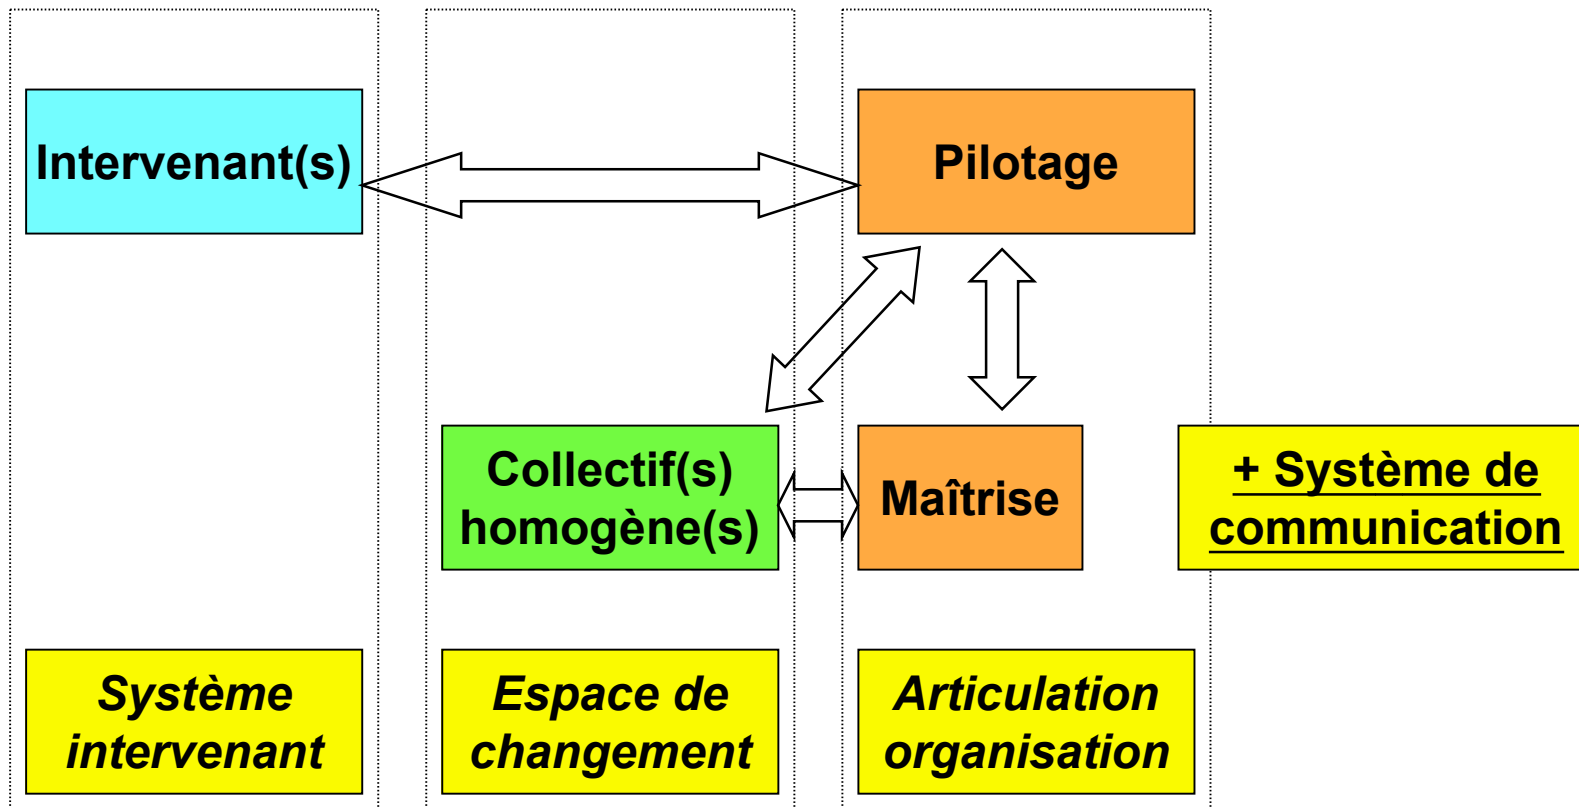 Intervenant(s)
Pilotage
Collectif(s)
homogène(s)
Maîtrise
+ Système de
communication
Système
intervenant
Espace de
changement
Articulation
organisation